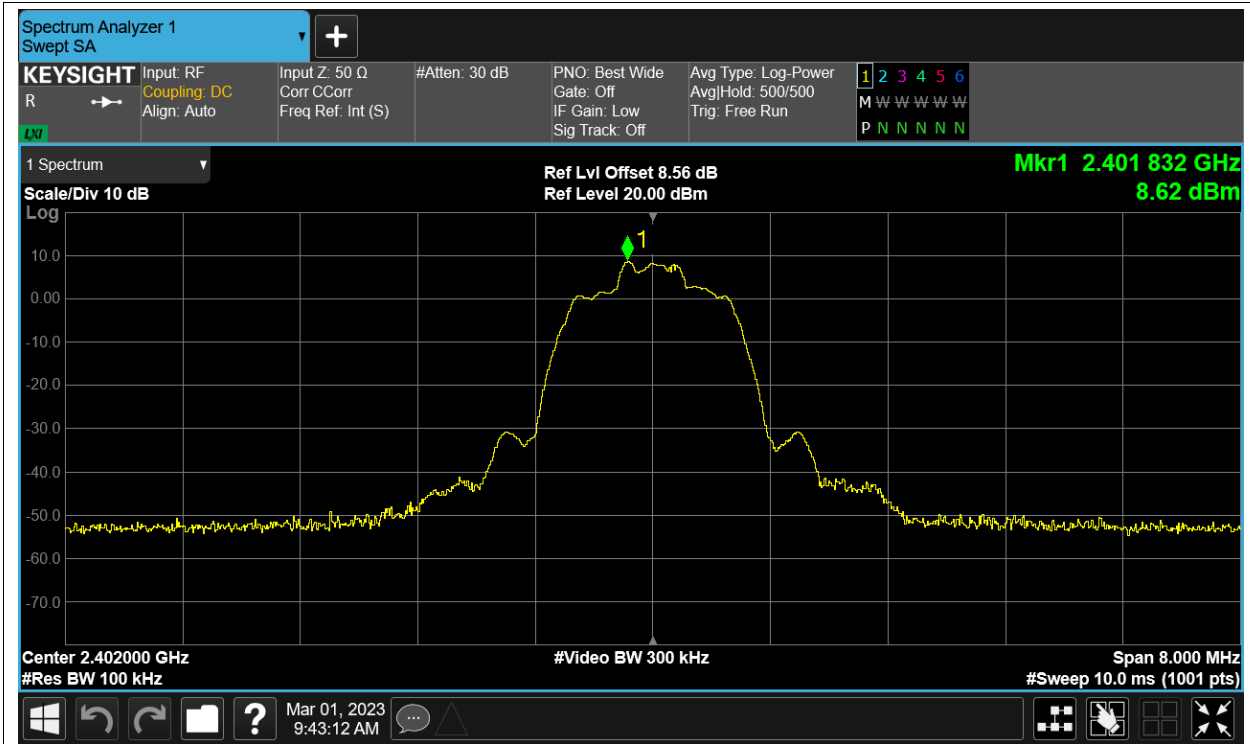 Spectrum Analyzer 1
Swept SA
KEYSIGHT
R
LXI
Input: RF
Coupling: DC
Align: Auto
Input Z: 50 Ω
Corr CCorr
Freq Ref: Int (S)
#Atten: 30 dB
PNO: Best Wide
Gate: Off
IF Gain: Low
Sig Track: Off
Avg Type: Log-Power
Avg|Hold: 500/500
Trig: Free Run
1 2 3 4 5 6
M W W W W W W
P N N N N N
1 Spectrum
Scale/Div 10 dB
Log
Ref Lvl Offset 8.56 dB
Ref Level 20.00 dBm
Mkr1 2.401 832 GHz
8.62 dBm
1
10.0
0.00
-10.0
-20.0
-30.0
-40.0
-50.0
-60.0
-70.0
Center 2.402000 GHz
#Video BW 300 kHz
Span 8.000 MHz
#Res BW 100 kHz
#Sweep 10.0 ms (1001 pts)
?
Mar 01, 2023
9:43:12 AM